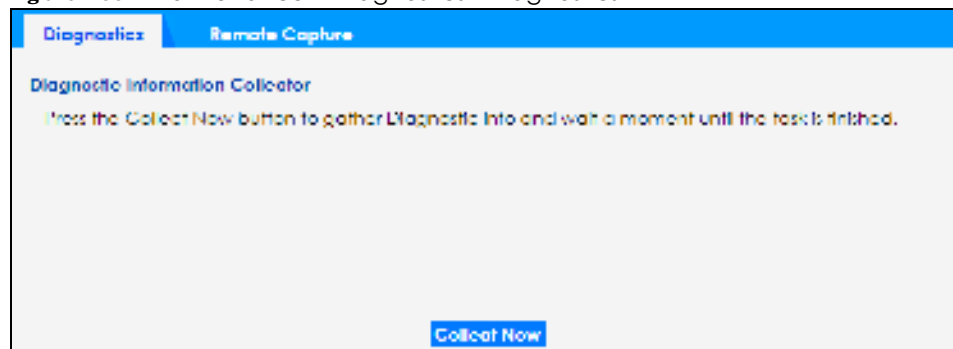 Diagnostics Remote Capture
Diagnostic Information Collector
Press the Collect Now button to gather Diagnostic info and wait a moment until the task is finished.
Collect Now